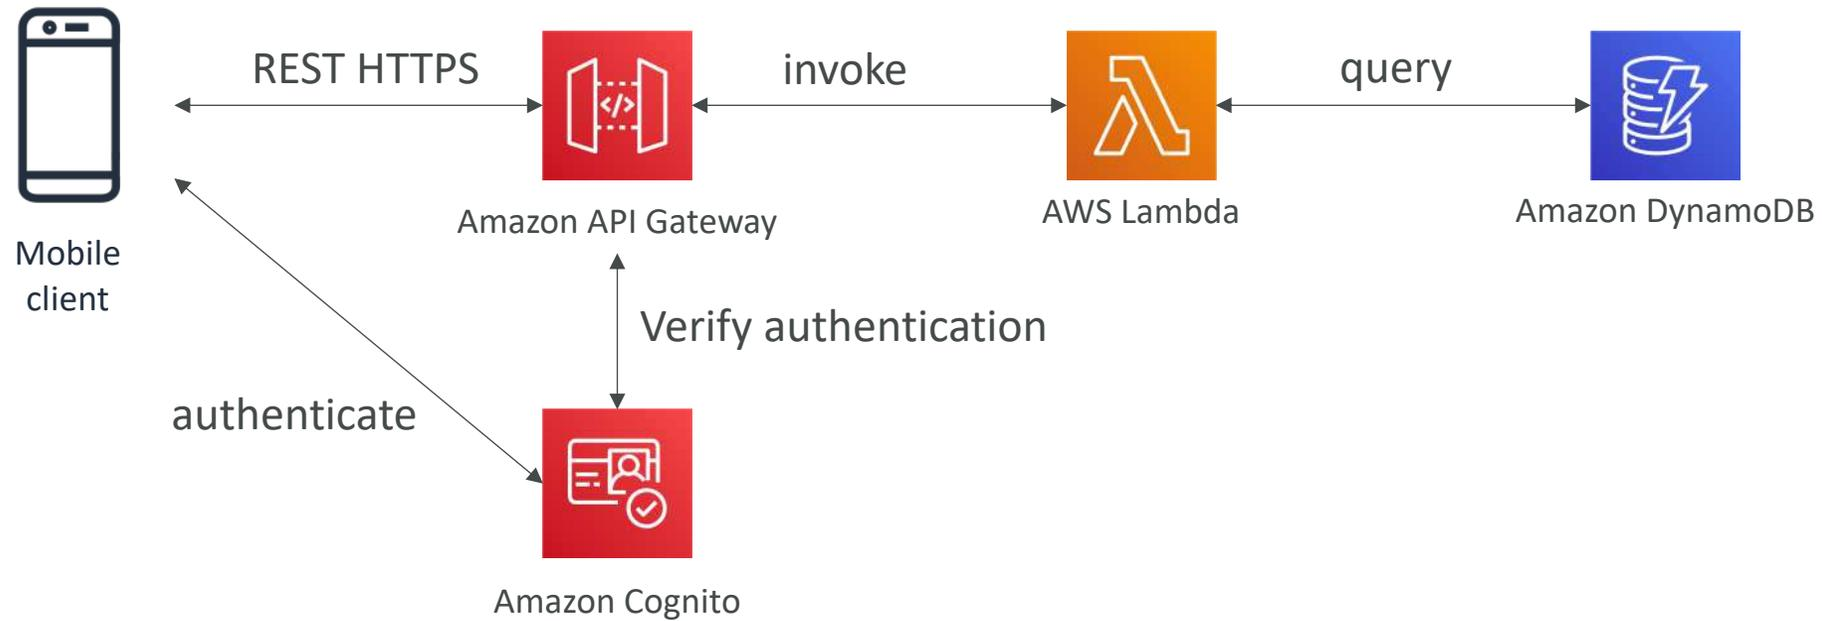 REST HTTPS
invoke
query
</>
Amazon API Gateway
AWS Lambda
Amazon DynamoDB
Mobile
client
Verify authentication
authenticate
Amazon Cognito